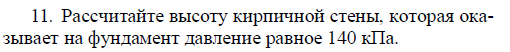 11. Рассчитайте высоту кирпичной стены, которая ока-
зывает на фундамент давление равное 140 кПа.